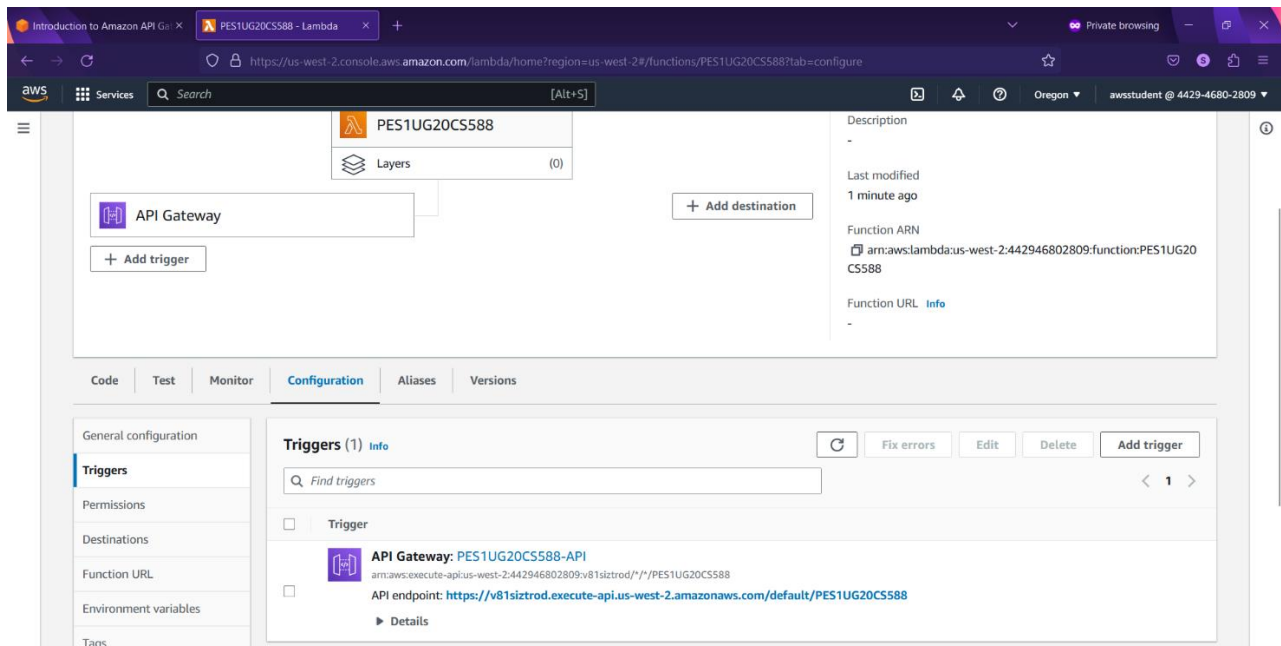 Introduction to Amazon API Ga
PES1UG20CS588 - Lambda
Private browsing
https://us-west-2.console.aws.amazon.com/lambda/home?region=us-west-2#/functions/PES1UG20CS588?tab=configure
S
aws
Services
Search
[Alt+S]
Oregon
awsstudent @ 4429-4680-2809
PES1UG20CS588
Layers
(0)
API Gateway
+ Add trigger
+ Add destination
Description
-
Last modified
1 minute ago
Function ARN
arn:aws:lambda:us-west-2:442946802809:function:PES1UG20
CS588
Function URL Info
-
Code
Test
Monitor
Configuration
Aliases
Versions
General configuration
Triggers
Permissions
Destinations
Function URL
Environment variables
Tags
Triggers (1) Info
Fix errors
Edit
Delete
Add trigger
Find triggers
< 1 >
Trigger
API Gateway: PES1UG20CS588-API
arn:aws:execute-api:us-west-2:442946802809:v81siztrod/*/*/PES1UG20CS588
API endpoint: https://v81siztrod.execute-api.us-west-2.amazonaws.com/default/PES1UG20CS588
Details